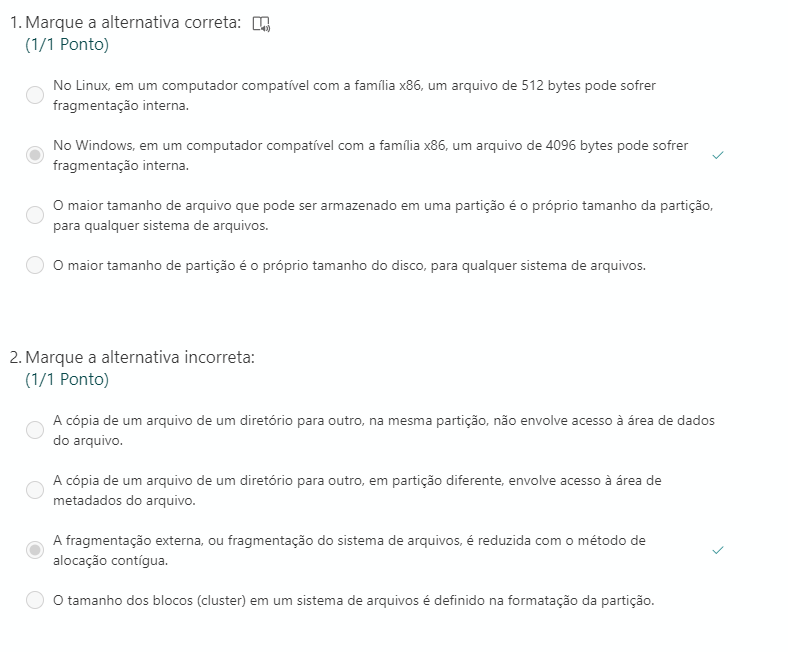 1. Marque a alternativa correta:
(1/1 Ponto)
No Linux, em um computador compatível com a família x86, um arquivo de 512 bytes pode sofrer
fragmentação interna.
No Windows, em um computador compatível com a família x86, um arquivo de 4096 bytes pode sofrer
fragmentação interna.
O maior tamanho de arquivo que pode ser armazenado em uma partição é o próprio tamanho da partição,
para qualquer sistema de arquivos.
O maior tamanho de partição é o próprio tamanho do disco, para qualquer sistema de arquivos.
2. Marque a alternativa incorreta:
(1/1 Ponto)
A cópia de um arquivo de um diretório para outro, na mesma partição, não envolve acesso à área de dados
do arquivo.
A cópia de um arquivo de um diretório para outro, em partição diferente, envolve acesso à área de
metadados do arquivo.
A fragmentação externa, ou fragmentação do sistema de arquivos, é reduzida com o método de
alocação contígua.
O tamanho dos blocos (cluster) em um sistema de arquivos é definido na formatação da partição.